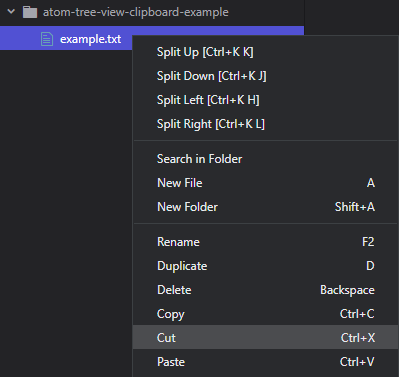 atom-tree-view-clipboard-example
example.txt
Split Up [Ctrl+K K]
Split Down [Ctrl+K J]
Split Left [Ctrl+K H]
Split Right [Ctrl+K L]
Search in Folder
New File A
New Folder Shift+A
Rename F2
Duplicate D
Delete Backspace
Copy Ctrl+C
Cut Ctrl+X
Paste Ctrl+V